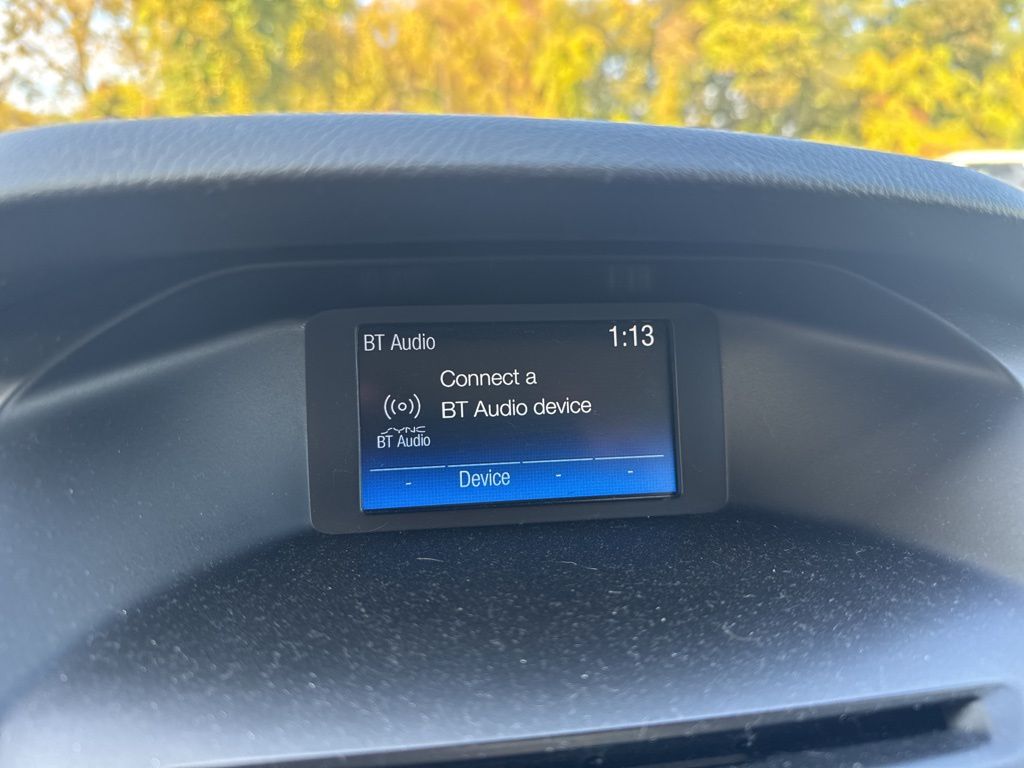 BT Audio 1:13
Connect a
BT Audio device
SYNC
BT Audio
- Device - -